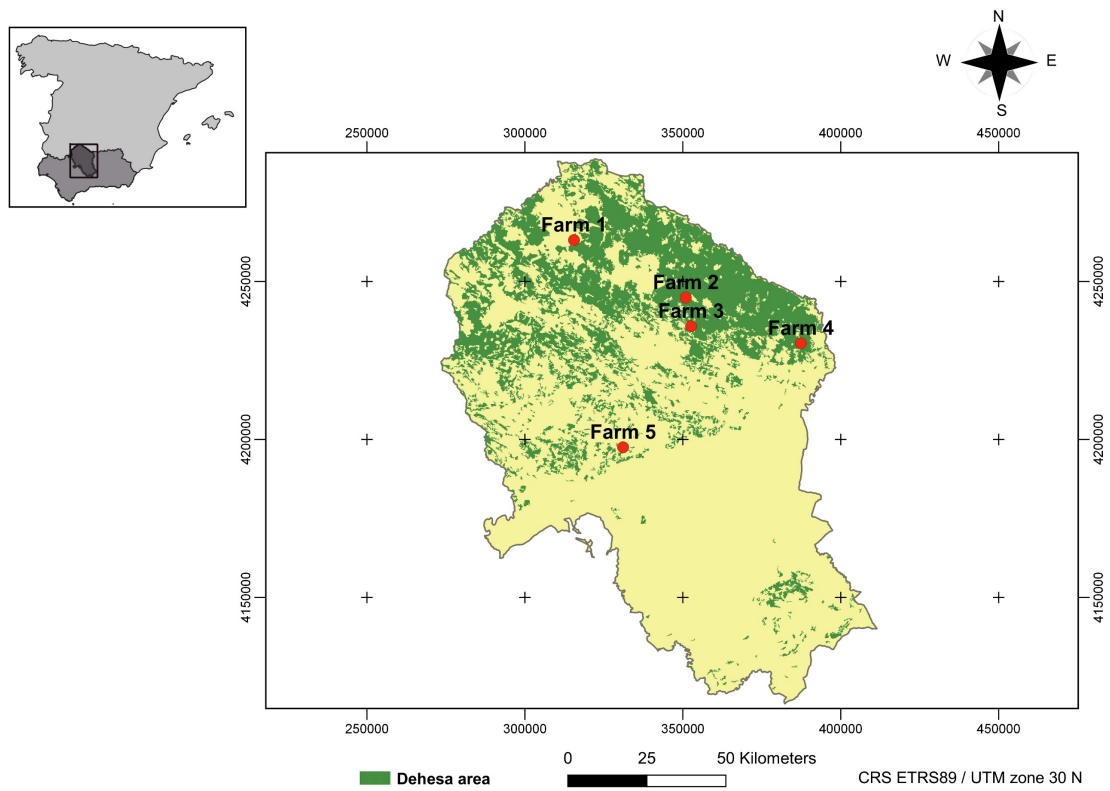 N
W
E
S
250000 300000 350000 400000 450000
Farm 1
4250000
4250000
Farm 2
Farm 3
Farm 4
4200000
4200000
Farm 5
4150000
4150000
250000 300000 350000 400000 450000
0 25 50 Kilometers
Dehesa area
CRS ETRS89 / UTM zone 30 N